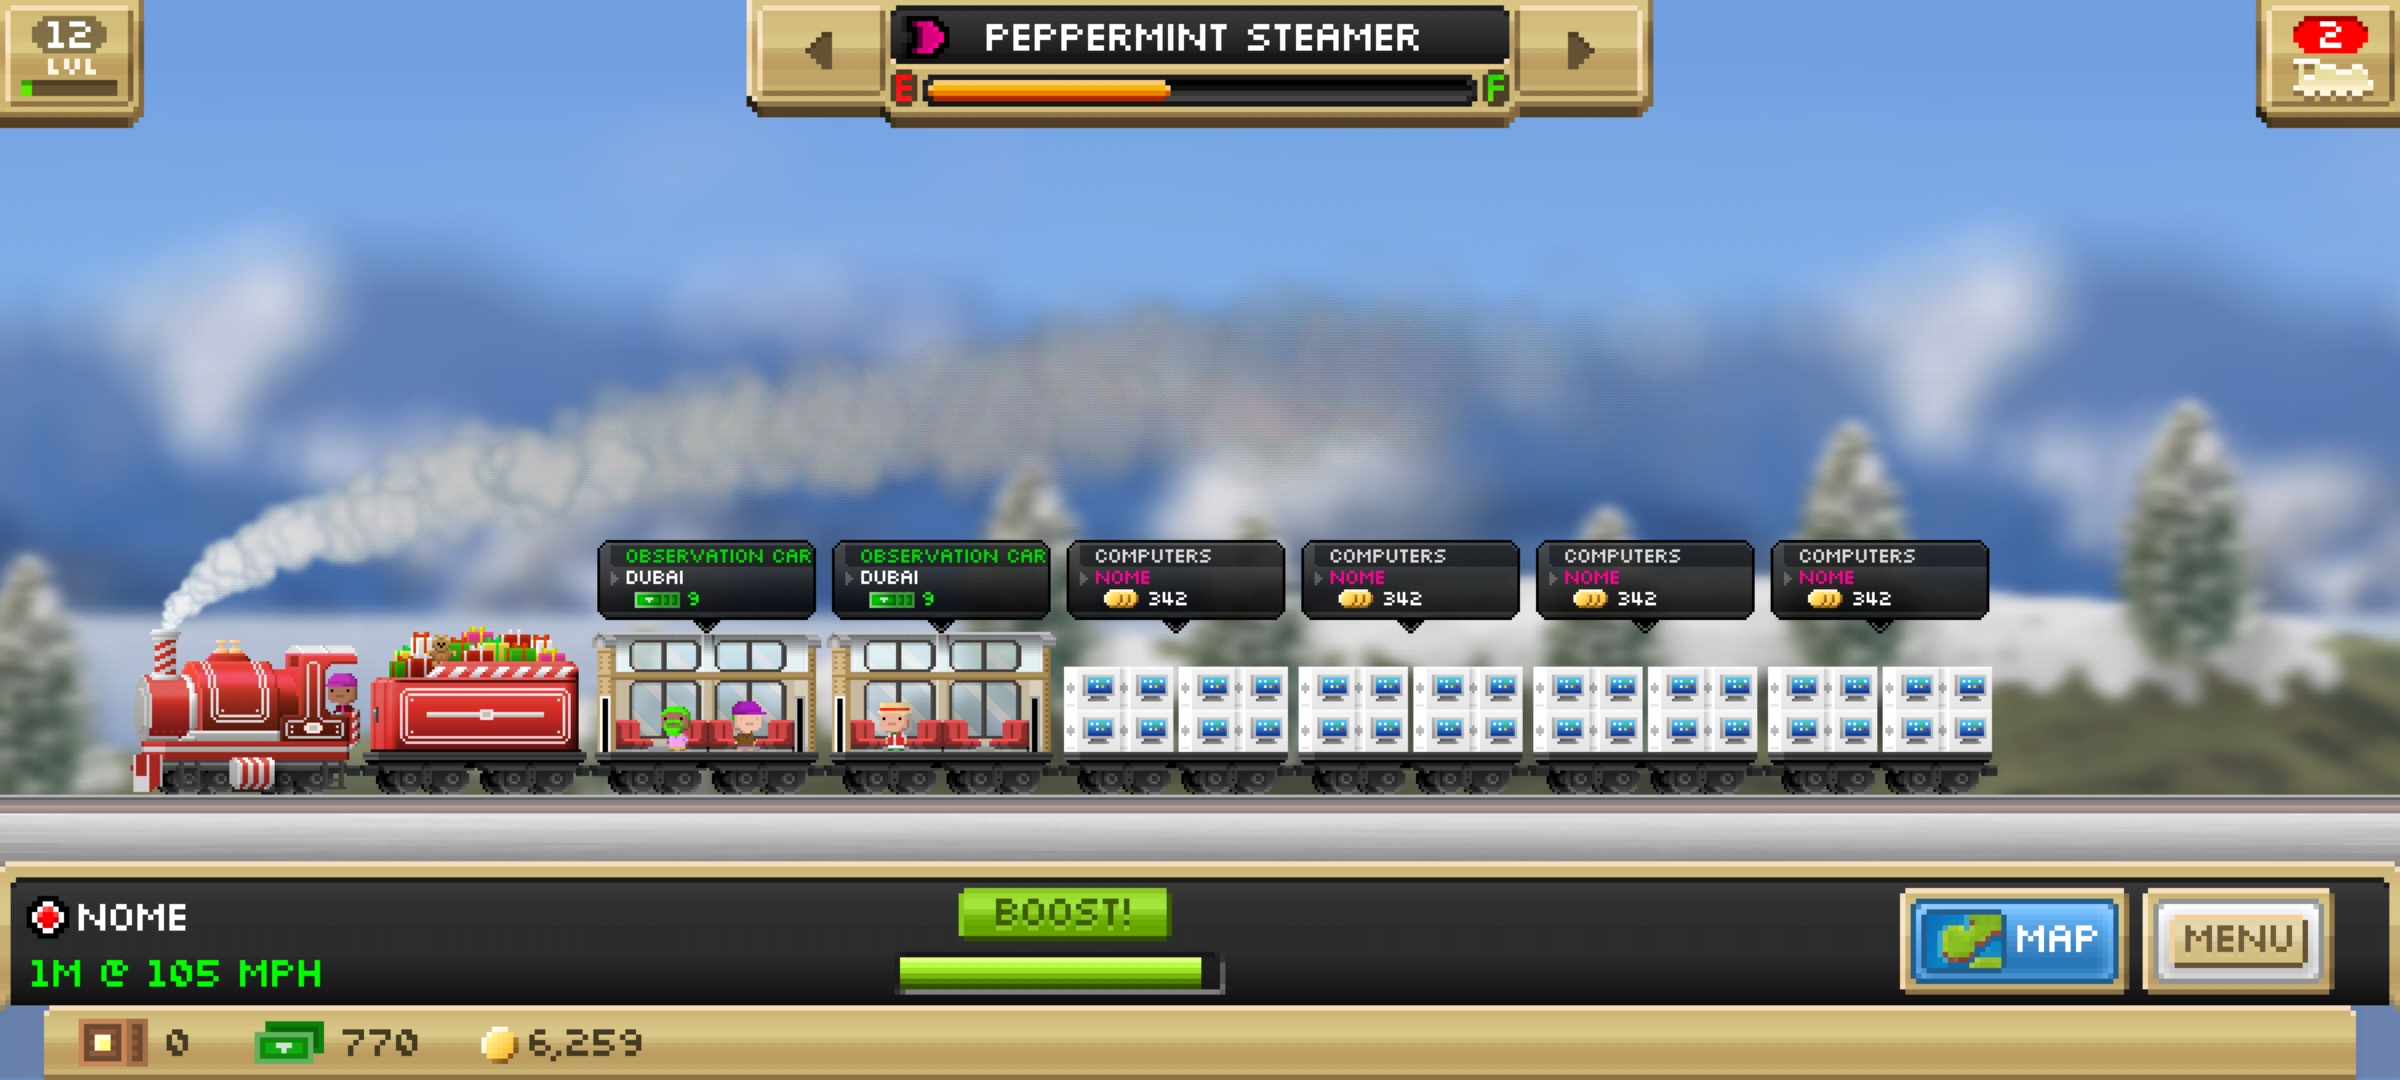 12
LVL
PEPPERMINT STEAMER
E
F
2
OBSERVATION CAR
DUBAI
9
OBSERVATION CAR
DUBAI
9
COMPUTERS
NOME
342
COMPUTERS
NOME
342
COMPUTERS
NOME
342
COMPUTERS
NOME
342
NOME
1M @ 105 MPH
BOOST!
MAP
MENU
0
770
6,259